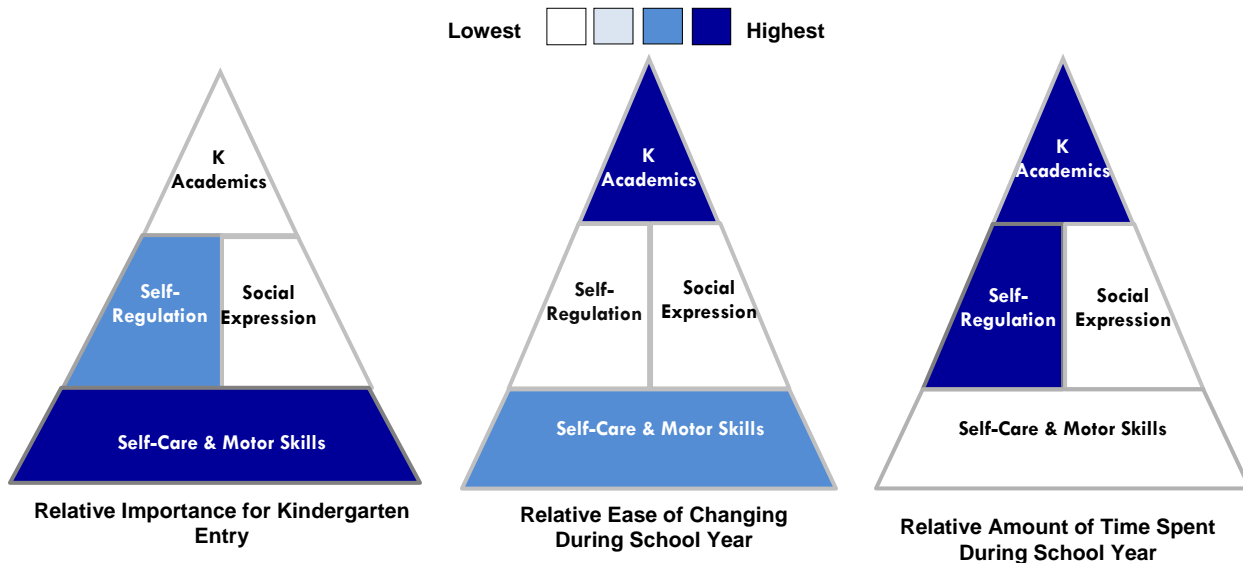 Lowest
Highest
K
Academics
Self-
Regulation
Social
Expression
Self-Care & Motor Skills
Relative Importance for Kindergarten
Entry
K
Academics
Self-
Regulation
Social
Expression
Self-Care & Motor Skills
Relative Ease of Changing
During School Year
K
Academics
Self-
Regulation
Social
Expression
Self-Care & Motor Skills
Relative Amount of Time Spent
During School Year